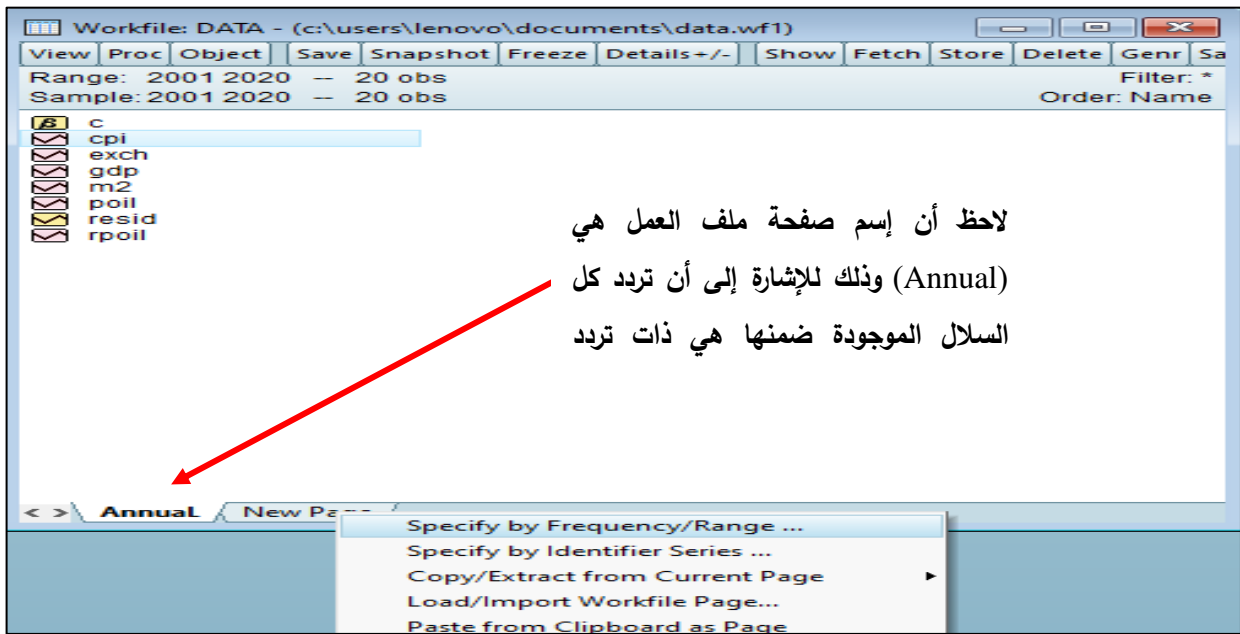 Workfile: DATA - (c:\users\lenovo\documents\data.wf1)
View Proc Object Save Snapshot Freeze Details+/- Show Fetch Store Delete Genr Sa
Range: 2001 2020 -- 20 obs Filter: *
Sample: 2001 2020 -- 20 obs Order: Name
β c
cpi
exch
gdp
m2
poil
resid
rpoil
لاحظ أن إسم صفحة ملف العمل هي
(Annual) وذلك للإشارة إلى أن تردد كل
السلال الموجودة ضمنها هي ذات تردد
< > AnnuaL New Page
Specify by Frequency/Range ...
Specify by Identifier Series ...
Copy/Extract from Current Page
Load/Import Workfile Page...
Paste from Clipboard as Page